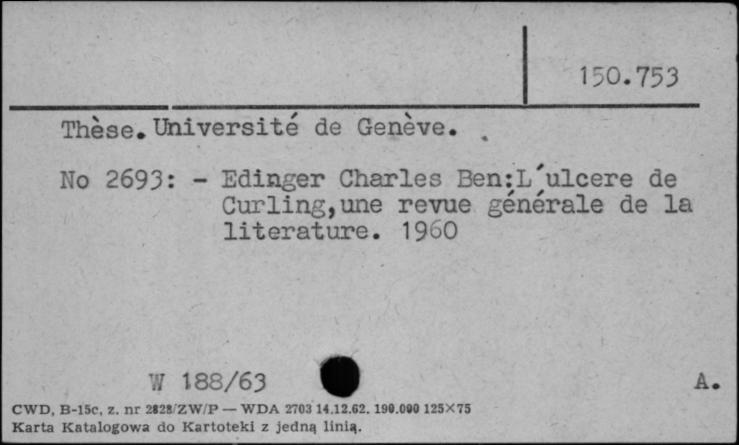 150.753
Thèse. Université de Genève.
No 2693: - Edinger Charles Ben:L'ulcere de
Curling,une revue générale de la
literature. 1960
W 188/63
A.
CWD, B-15c, z. nr 2828/ZW/P — WDA 2703 14.12.62. 190.000 125×75
Karta Katalogowa do Kartoteki z jedną linią.